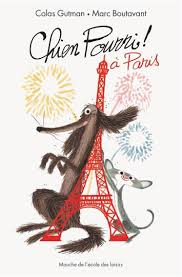 Colas Gutman • Marc Boutavant
Chien Pourri !
à Paris
Mouche de l'école des loisirs